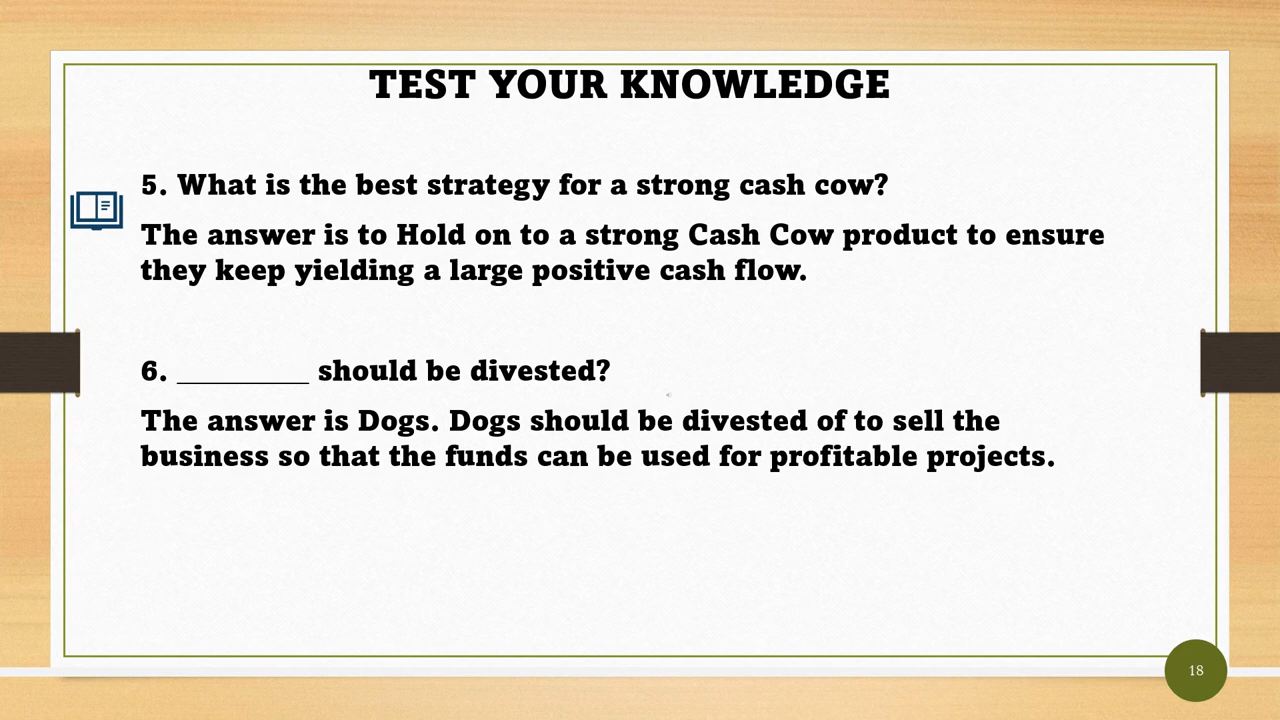 TEST YOUR KNOWLEDGE
5. What is the best strategy for a strong cash cow?
The answer is to Hold on to a strong Cash Cow product to ensure
they keep yielding a large positive cash flow.
6. _________ should be divested?
The answer is Dogs. Dogs should be divested of to sell the
business so that the funds can be used for profitable projects.
18